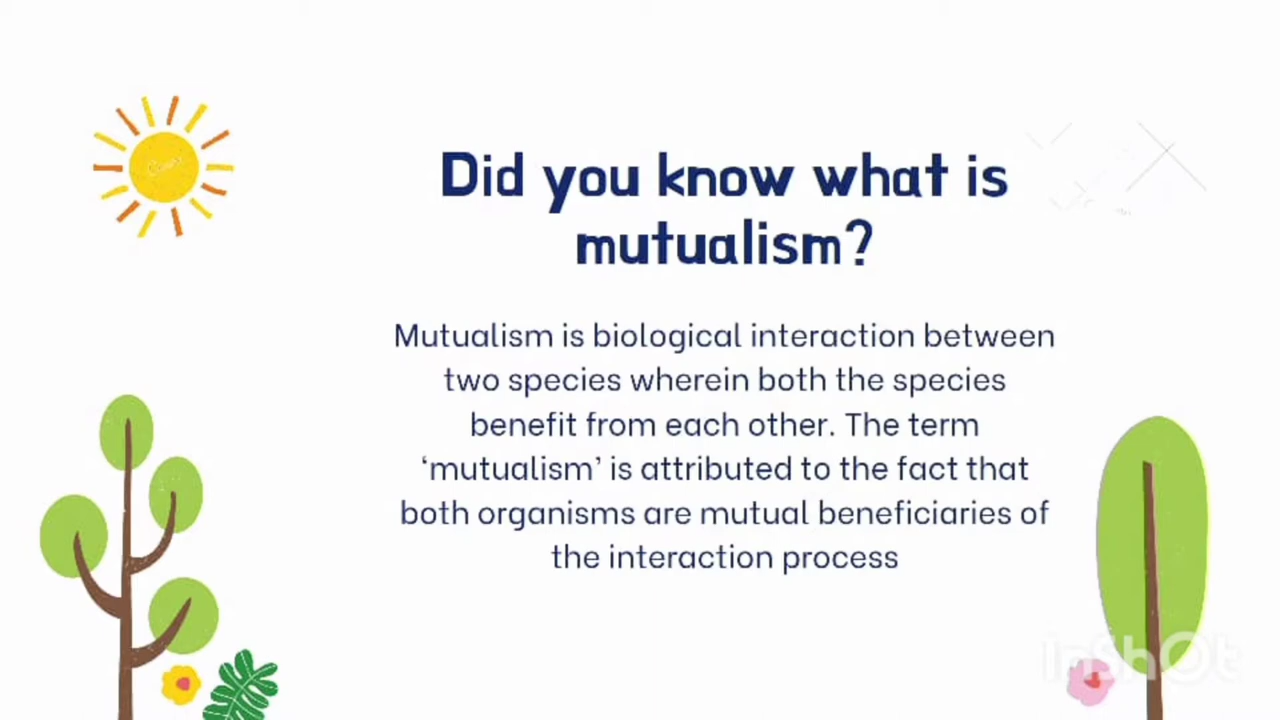 Did you know what is
mutualism?
Mutualism is biological interaction between
two species wherein both the species
benefit from each other. The term
‘mutualism’ is attributed to the fact that
both organisms are mutual beneficiaries of
the interaction process
InShOt